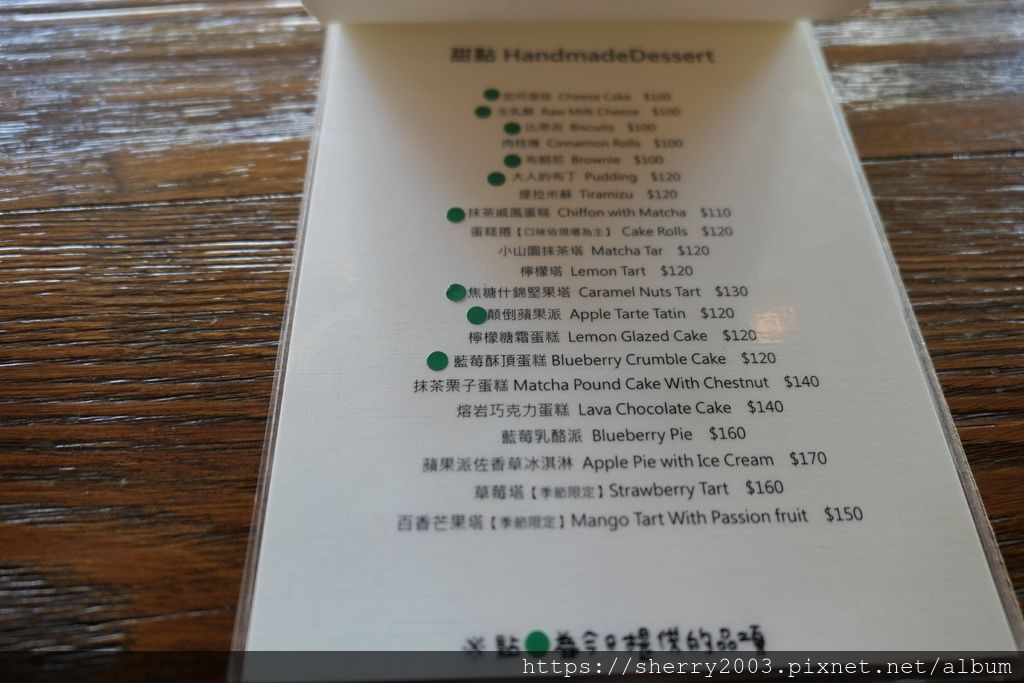 甜點 HandmadeDessert
起司蛋糕 Cheese Cake $100
生乳酪 Raw Milk Cheese $100
比思吉 Biscuits $100
肉桂捲 Cinnamon Rolls $100
布朗尼 Brownie $100
大人的布丁 Pudding $120
提拉米蘇 Tiramizu $120
抹茶戚風蛋糕 Chiffon with Matcha $110
蛋糕捲【口味依現場為主】 Cake Rolls $120
小山園抹茶塔 Matcha Tar $120
檸檬塔 Lemon Tart $120
焦糖什錦堅果塔 Caramel Nuts Tart $130
顛倒蘋果派 Apple Tarte Tatin $120
檸檬糖霜蛋糕 Lemon Glazed Cake $120
藍莓酥頂蛋糕 Blueberry Crumble Cake $120
抹茶栗子蛋糕 Matcha Pound Cake With Chestnut $140
熔岩巧克力蛋糕 Lava Chocolate Cake $140
藍莓乳酪派 Blueberry Pie $160
蘋果派佐香草冰淇淋 Apple Pie with Ice Cream $170
草莓塔【季節限定】Strawberry Tart $160
百香芒果塔【季節限定】Mango Tart With Passion fruit $150
※ 點 為今日提供的品項
https://sherry2003.pixnet.net/album